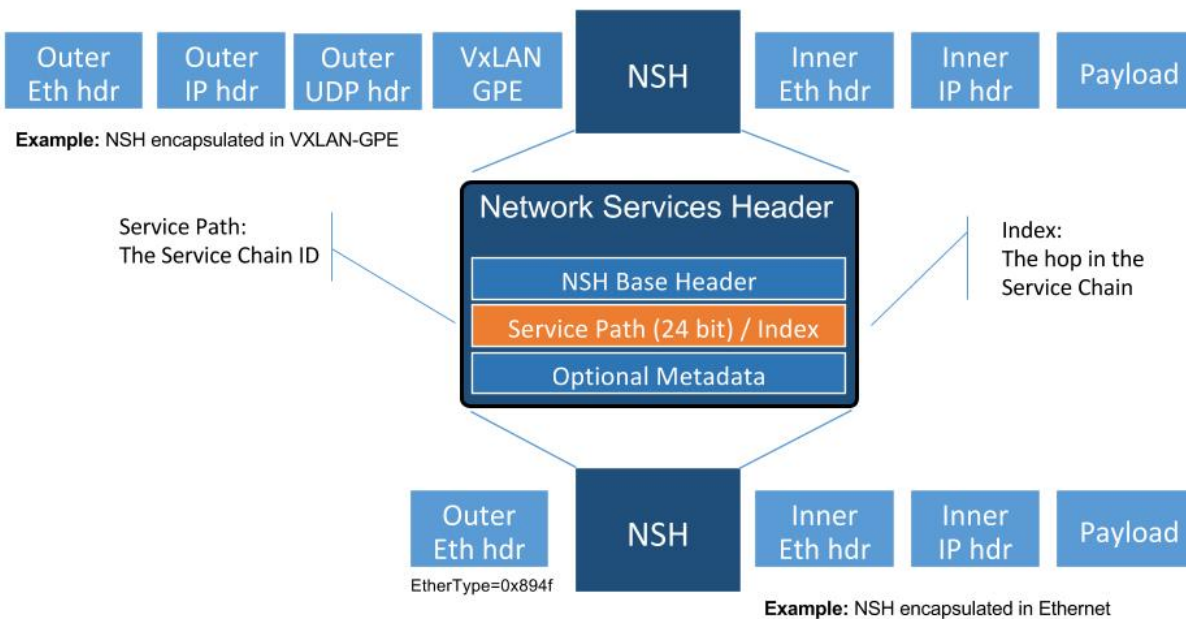 Outer
Eth hdr
Outer
IP hdr
Outer
UDP hdr
VxLAN
GPE
NSH
Inner
Eth hdr
Inner
IP hdr
Payload
Example: NSH encapsulated in VXLAN-GPE
Service Path:
The Service Chain ID
Network Services Header
NSH Base Header
Service Path (24 bit) / Index
Optional Metadata
Index:
The hop in the
Service Chain
Outer
Eth hdr
EtherType=0x894f
NSH
Inner
Eth hdr
Inner
IP hdr
Payload
Example: NSH encapsulated in Ethernet